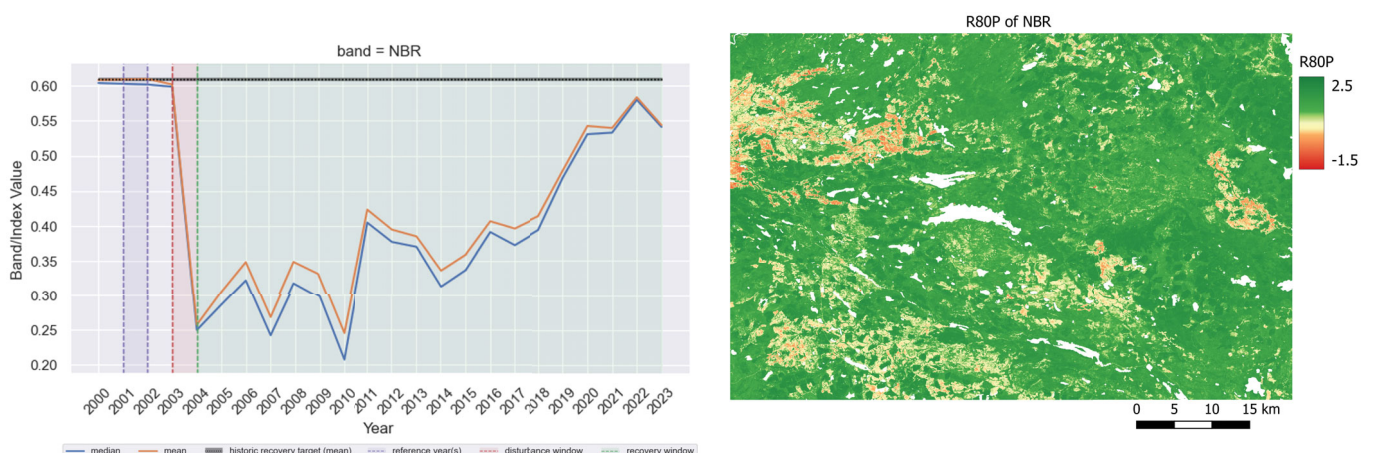 band = NBR
Band/Index Value
0.60
0.55
0.50
0.45
0.40
0.35
0.30
0.25
0.20
2000 2001 2002 2003 2004 2005 2006 2007 2008 2009 2010 2011 2012 2013 2014 2015 2016 2017 2018 2019 2020 2021 2022 2023
Year
median mean historic recovery target (mean) reference year(s) disturbance window recovery window
R80P of NBR
R80P
2.5
-1.5
0 5 10 15 km